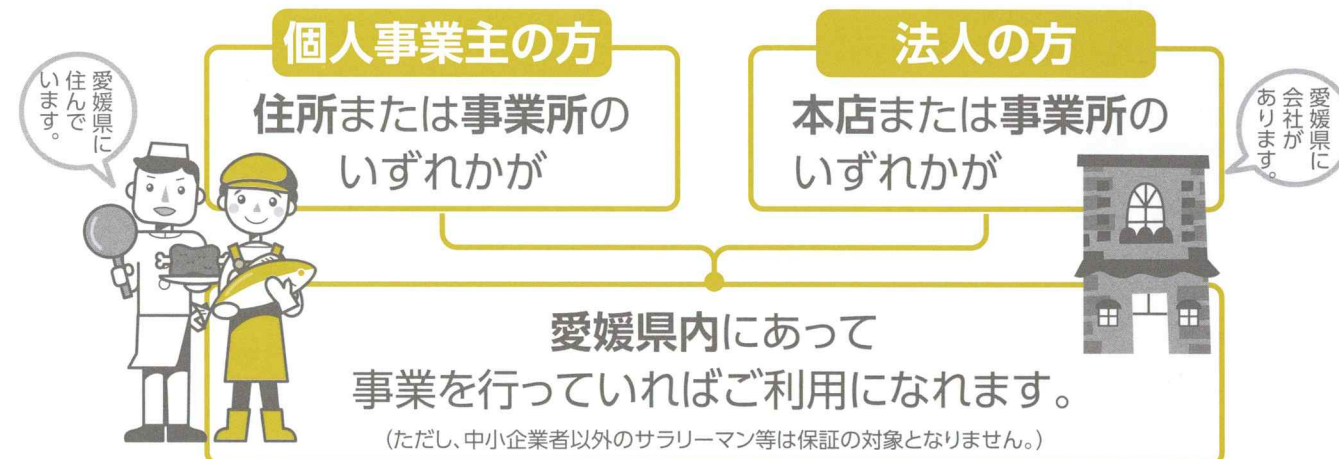 個人事業主の方
住所または事業所の
いずれかが
愛媛県に
住んで
います。
法人の方
本店または事業所の
いずれかが
愛媛県に
会社が
あります。
愛媛県内にあって
事業を行っていればご利用になれます。
(ただし、中小企業者以外のサラリーマン等は保証の対象となりません。)